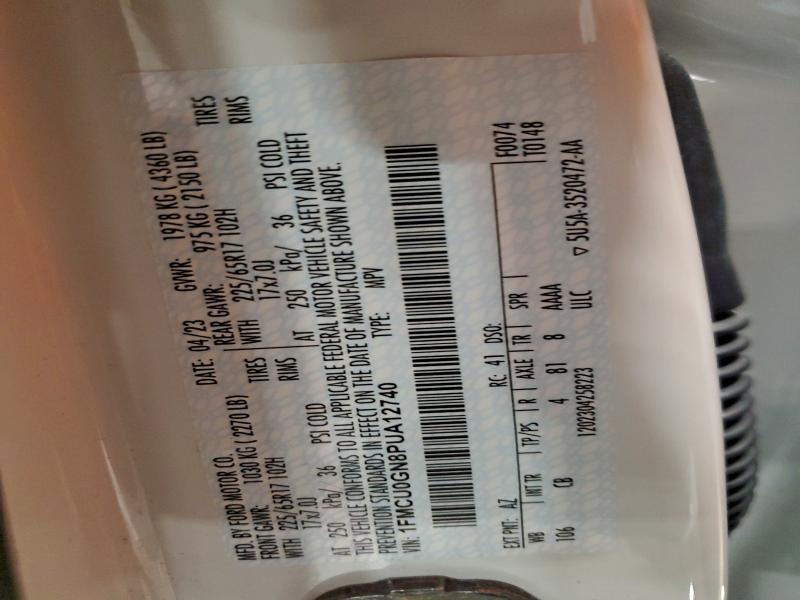 MFD. BY FORD MOTOR CO.
DATE: 04/23 GVWR: 1978 KG ( 4360 LB)
FRONT GAWR: 1030 KG ( 2270 LB) REAR GAWR: 975 KG ( 2150 LB)
WITH 225/65R17 102H TIRES WITH 225/65R17 102H TIRES
17x7.0J RIMS 17x7.0J RIMS
AT 250 kPa/ 36 PSI COLD AT 250 kPa/ 36 PSI COLD
THIS VEHICLE CONFORMS TO ALL APPLICABLE FEDERAL MOTOR VEHICLE SAFETY AND THEFT
PREVENTION STANDARDS IN EFFECT ON THE DATE OF MANUFACTURE SHOWN ABOVE.
VIN: 1FMCU0GN8PUA12740 TYPE: MPV
F0074
EXT PNT: AZ RC: 41 DSO: T0148
WB INT TR TP/PS R AXLE TR SPR
106 CB 4 81 8 AAAA
1202304258223 ULC ▽ 5U5A-3520472-AA